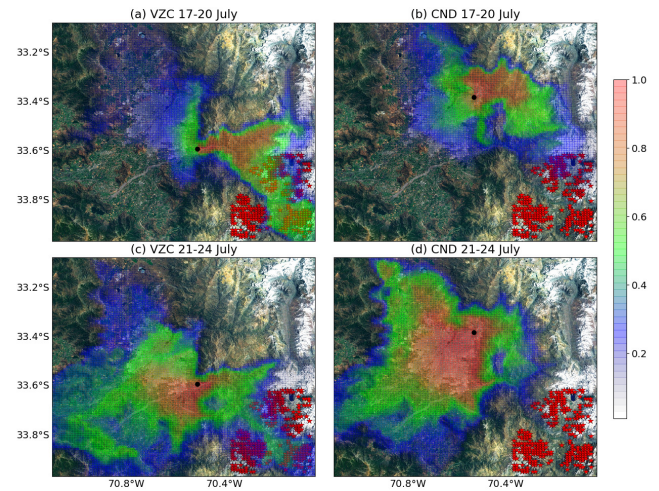 (a) VZC 17-20 July
(b) CND 17-20 July
33.2°S
33.4°S
33.6°S
33.8°S
(c) VZC 21-24 July
(d) CND 21-24 July
33.2°S
33.4°S
33.6°S
33.8°S
70.8°W
70.4°W
70.8°W
70.4°W
1.0
0.8
0.6
0.4
0.2